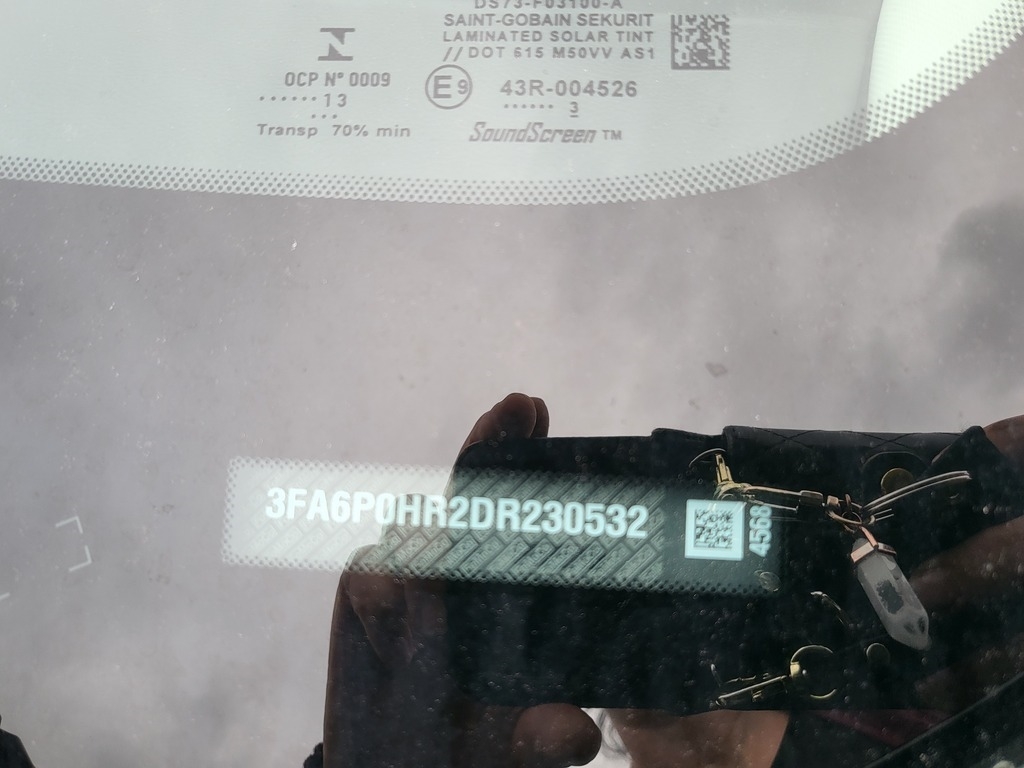 DS73-F03100-A
SAINT-GOBAIN SEKURIT
LAMINATED SOLAR TINT
//DOT 615 M50VV AS1
OCP Nº 0009
······13
···
Transp 70% min
E9
43R-004526
······3
SoundScreen ™
3FA6P0HR2DR230532
4568